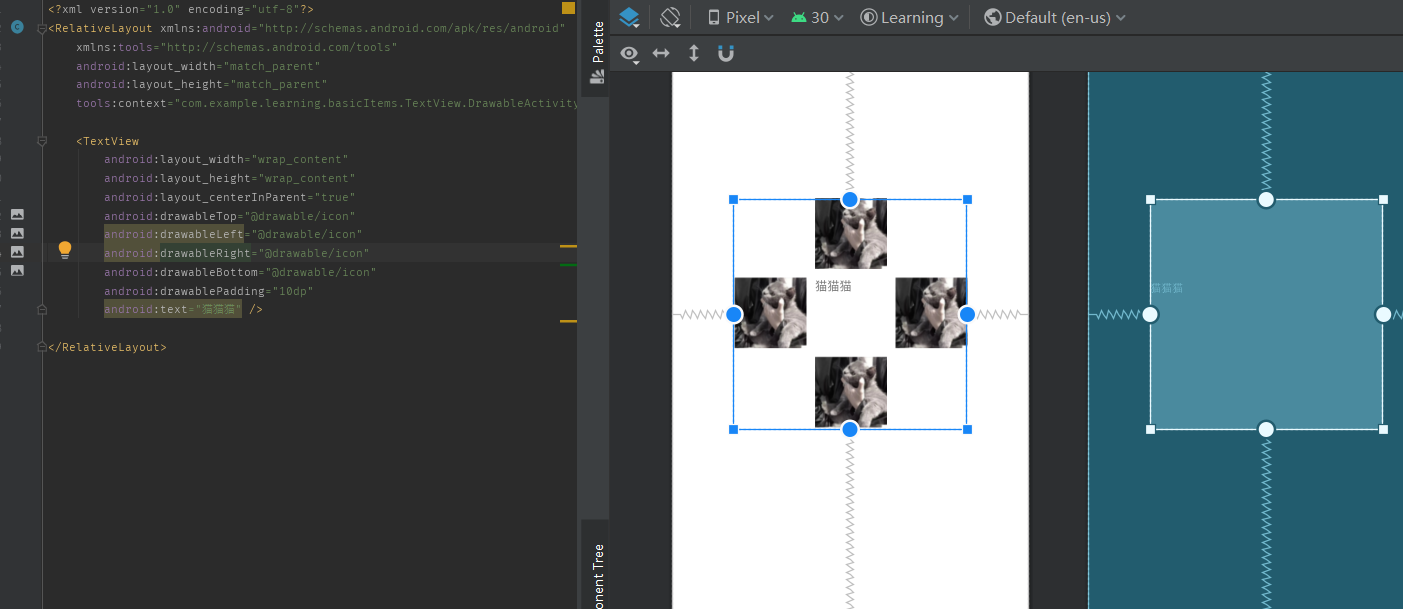 <?xml version="1.0" encoding="utf-8"?>
<RelativeLayout xmlns:android="http://schemas.android.com/apk/res/android"
xmlns:tools="http://schemas.android.com/tools"
android:layout_width="match_parent"
android:layout_height="match_parent"
tools:context="com.example.learning.basicItems.TextView.DrawableActivity
<TextView
android:layout_width="wrap_content"
android:layout_height="wrap_content"
android:layout_centerInParent="true"
android:drawableTop="@drawable/icon"
android:drawableLeft="@drawable/icon"
android:drawableRight="@drawable/icon"
android:drawableBottom="@drawable/icon"
android:drawablePadding="10dp"
android:text="猫猫猫" />
</RelativeLayout>
Palette
onent Tree
Pixel
30
Learning
Default (en-us)
猫猫猫
猫猫猫